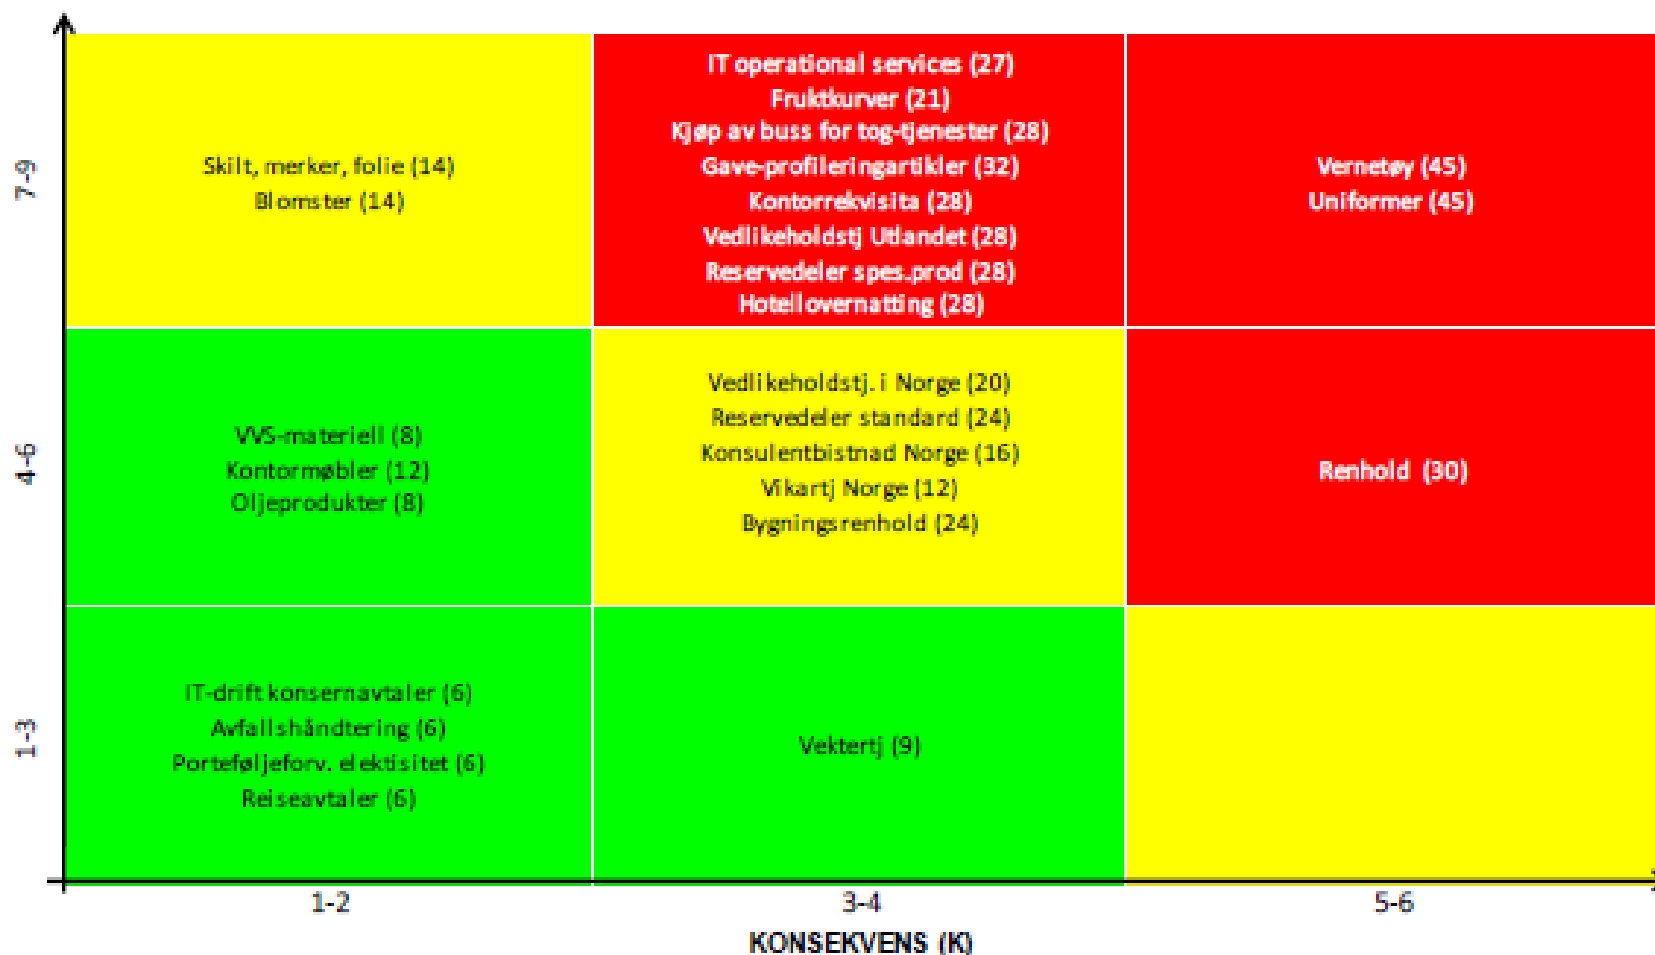 7-9
Skilt, merker, folie (14)
Blomster (14)
IT operational services (27)
Fruktkurver (21)
Kjøp av buss for tog-tjenester (28)
Gave-profileringartikler (32)
Kontorrekvisita (28)
Vedlikeholdstj Utlandet (28)
Reservedeler spes.prod (28)
Hotellovernatting (28)
Vernetøy (45)
Uniformer (45)
4-6
VVS-materiell (8)
Kontormøbler (12)
Oljeprodukter (8)
Vedlikeholdstj. i Norge (20)
Reservedeler standard (24)
Konsulentbistnad Norge (16)
Vikartj Norge (12)
Bygningsrenhold (24)
Renhold (30)
1-3
IT-drift konsernavtaler (6)
Avfallshåndtering (6)
Porteføljeforv. elektisitet (6)
Reiseavtaler (6)
Vektertj (9)
1-2
3-4
5-6
KONSEKVENS (K)